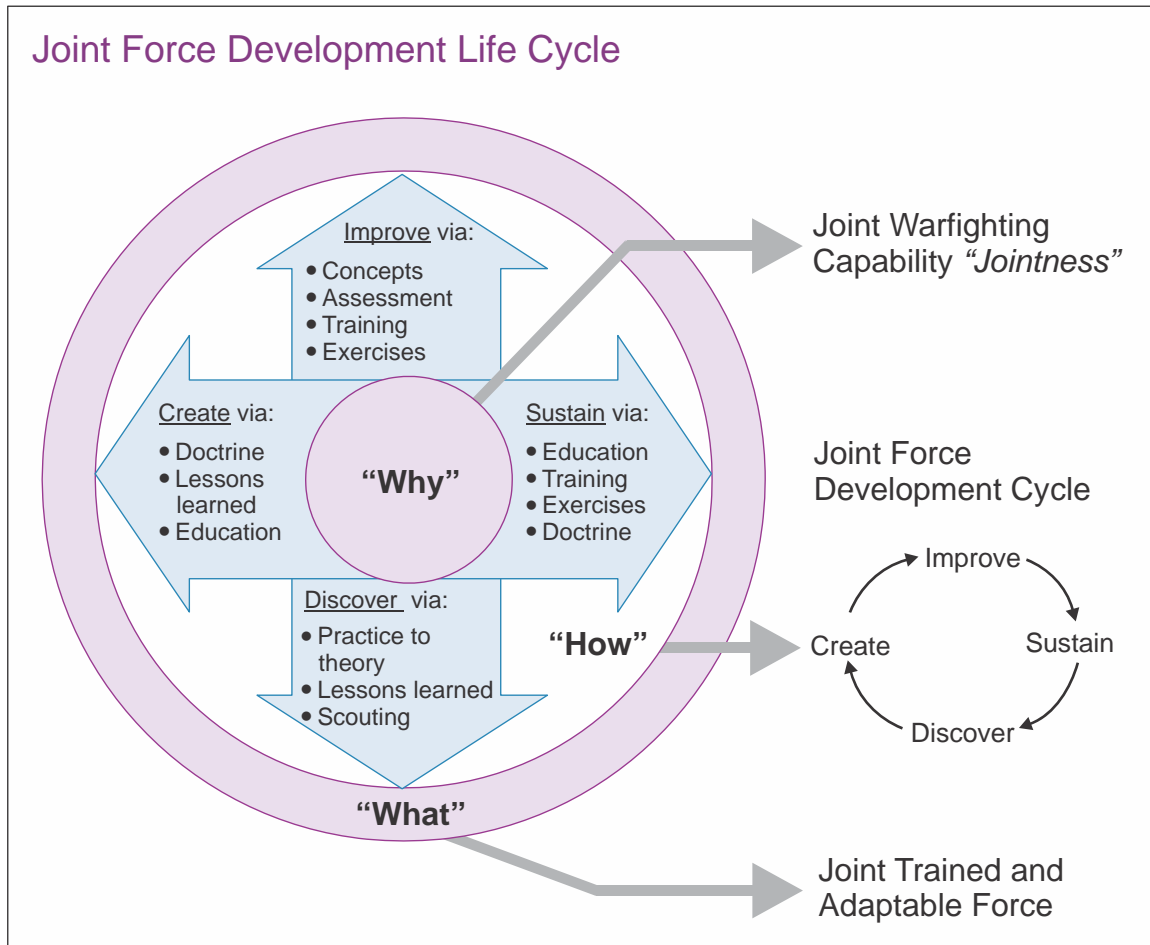 Joint Force Development Life Cycle
Improve via:
• Concepts
• Assessment
• Training
• Exercises
Create via:
• Doctrine
• Lessons
learned
• Education
“Why”
Sustain via:
• Education
• Training
• Exercises
• Doctrine
Discover via:
• Practice to
theory
• Lessons learned
• Scouting
“How”
“What”
Joint Warfighting
Capability “Jointness”
Joint Force
Development Cycle
Improve
Create
Sustain
Discover
Joint Trained and
Adaptable Force